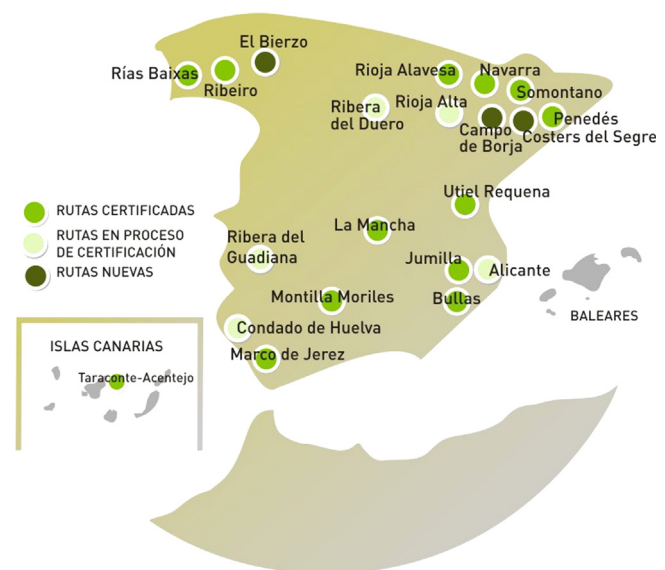 El Bierzo
Rías Baixas
Ribeiro
Rioja Alavesa
Navarra
Somontano
Ribera
del Duero
Rioja Alta
Campo
de Borja
Penedés
Costers del Segre
RUTAS CERTIFICADAS
RUTAS EN PROCESO
DE CERTIFICACIÓN
RUTAS NUEVAS
Utiel Requena
La Mancha
Ribera del
Guadiana
Jumilla
Alicante
Montilla Moriles
Bullas
BALEARES
Condado de Huelva
Marco de Jerez
ISLAS CANARIAS
Taraconte-Acentejo